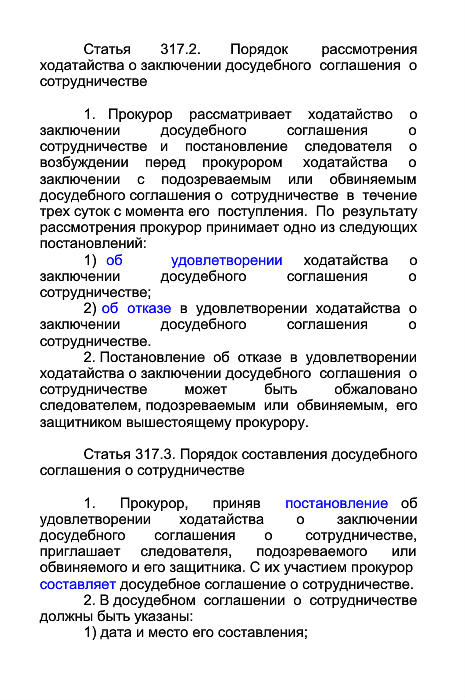 Статья 317.2. Порядок рассмотрения
ходатайства о заключении досудебного соглашения о
сотрудничестве
1. Прокурор рассматривает ходатайство о
заключении досудебного соглашения о
сотрудничестве и постановление следователя о
возбуждении перед прокурором ходатайства о
заключении с подозреваемым или обвиняемым
досудебного соглашения о сотрудничестве в течение
трех суток с момента его поступления. По результату
рассмотрения прокурор принимает одно из следующих
постановлений:
1) об удовлетворении ходатайства о
заключении досудебного соглашения о
сотрудничестве;
2) об отказе в удовлетворении ходатайства о
заключении досудебного соглашения о
сотрудничестве.
2. Постановление об отказе в удовлетворении
ходатайства о заключении досудебного соглашения о
сотрудничестве может быть обжаловано
следователем, подозреваемым или обвиняемым, его
защитником вышестоящему прокурору.
Статья 317.3. Порядок составления досудебного
соглашения о сотрудничестве
1. Прокурор, приняв постановление об
удовлетворении ходатайства о заключении
досудебного соглашения о сотрудничестве,
приглашает следователя, подозреваемого или
обвиняемого и его защитника. С их участием прокурор
составляет досудебное соглашение о сотрудничестве.
2. В досудебном соглашении о сотрудничестве
должны быть указаны:
1) дата и место его составления;